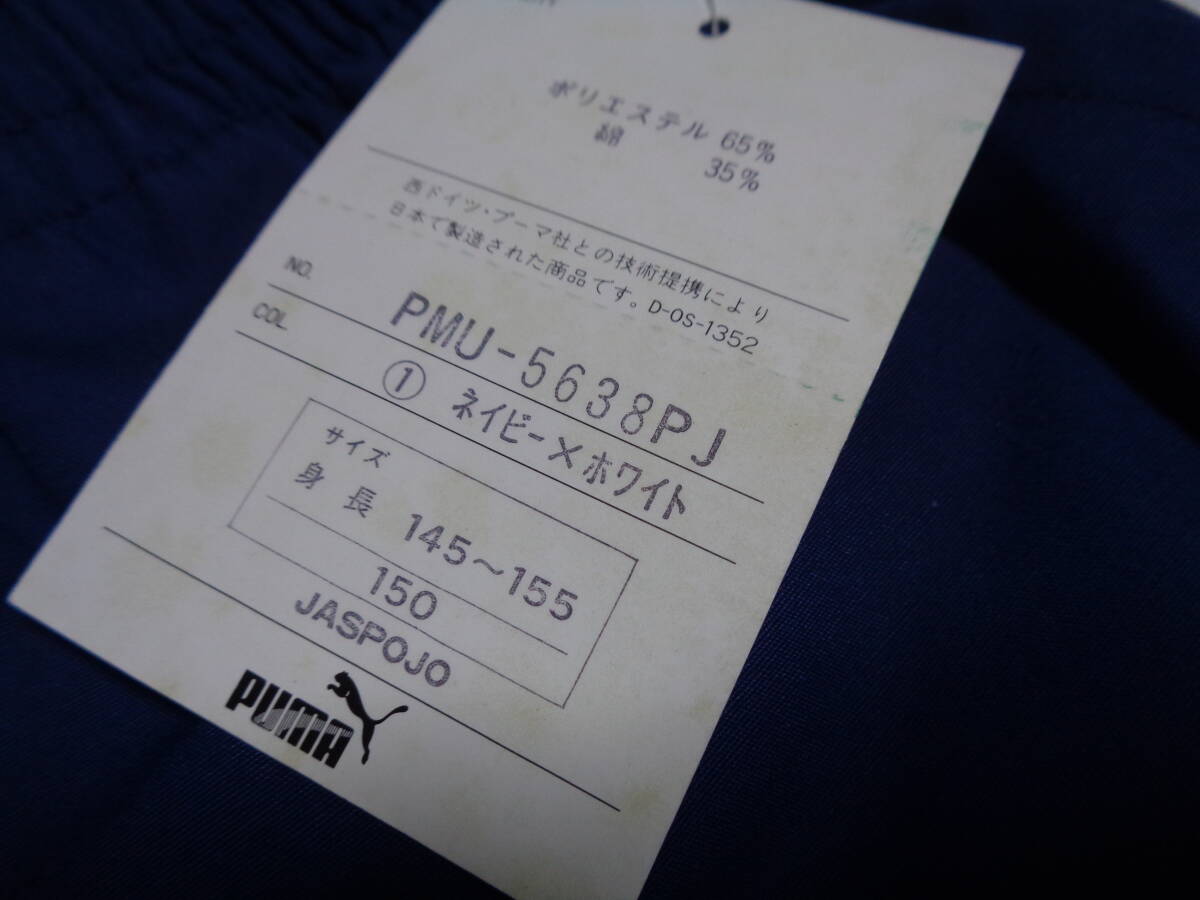 ポリエステル 65%
綿 35%
西ドイツ・プーマ社との技術提携により
日本で製造された商品です。D-OS-1352
NO. PMU-5638PJ
COL ① ネイビー×ホワイト
サイズ
身長 145～155
150
JASPOJO
PUMA